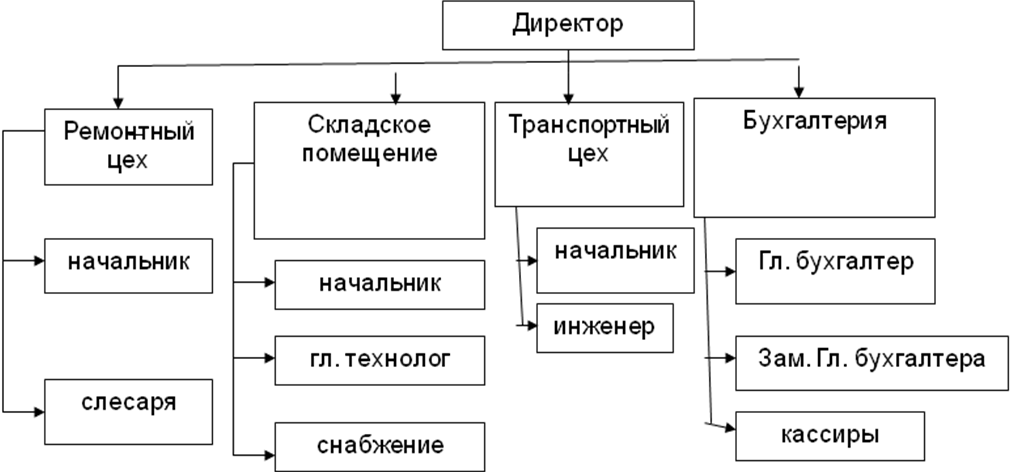 Директор
Ремонтный
цех
Складское
помещение
Транспортный
цех
Бухгалтерия
начальник
слесаря
начальник
гл. технолог
снабжение
начальник
инженер
Гл. бухгалтер
Зам. Гл. бухгалтера
кассиры